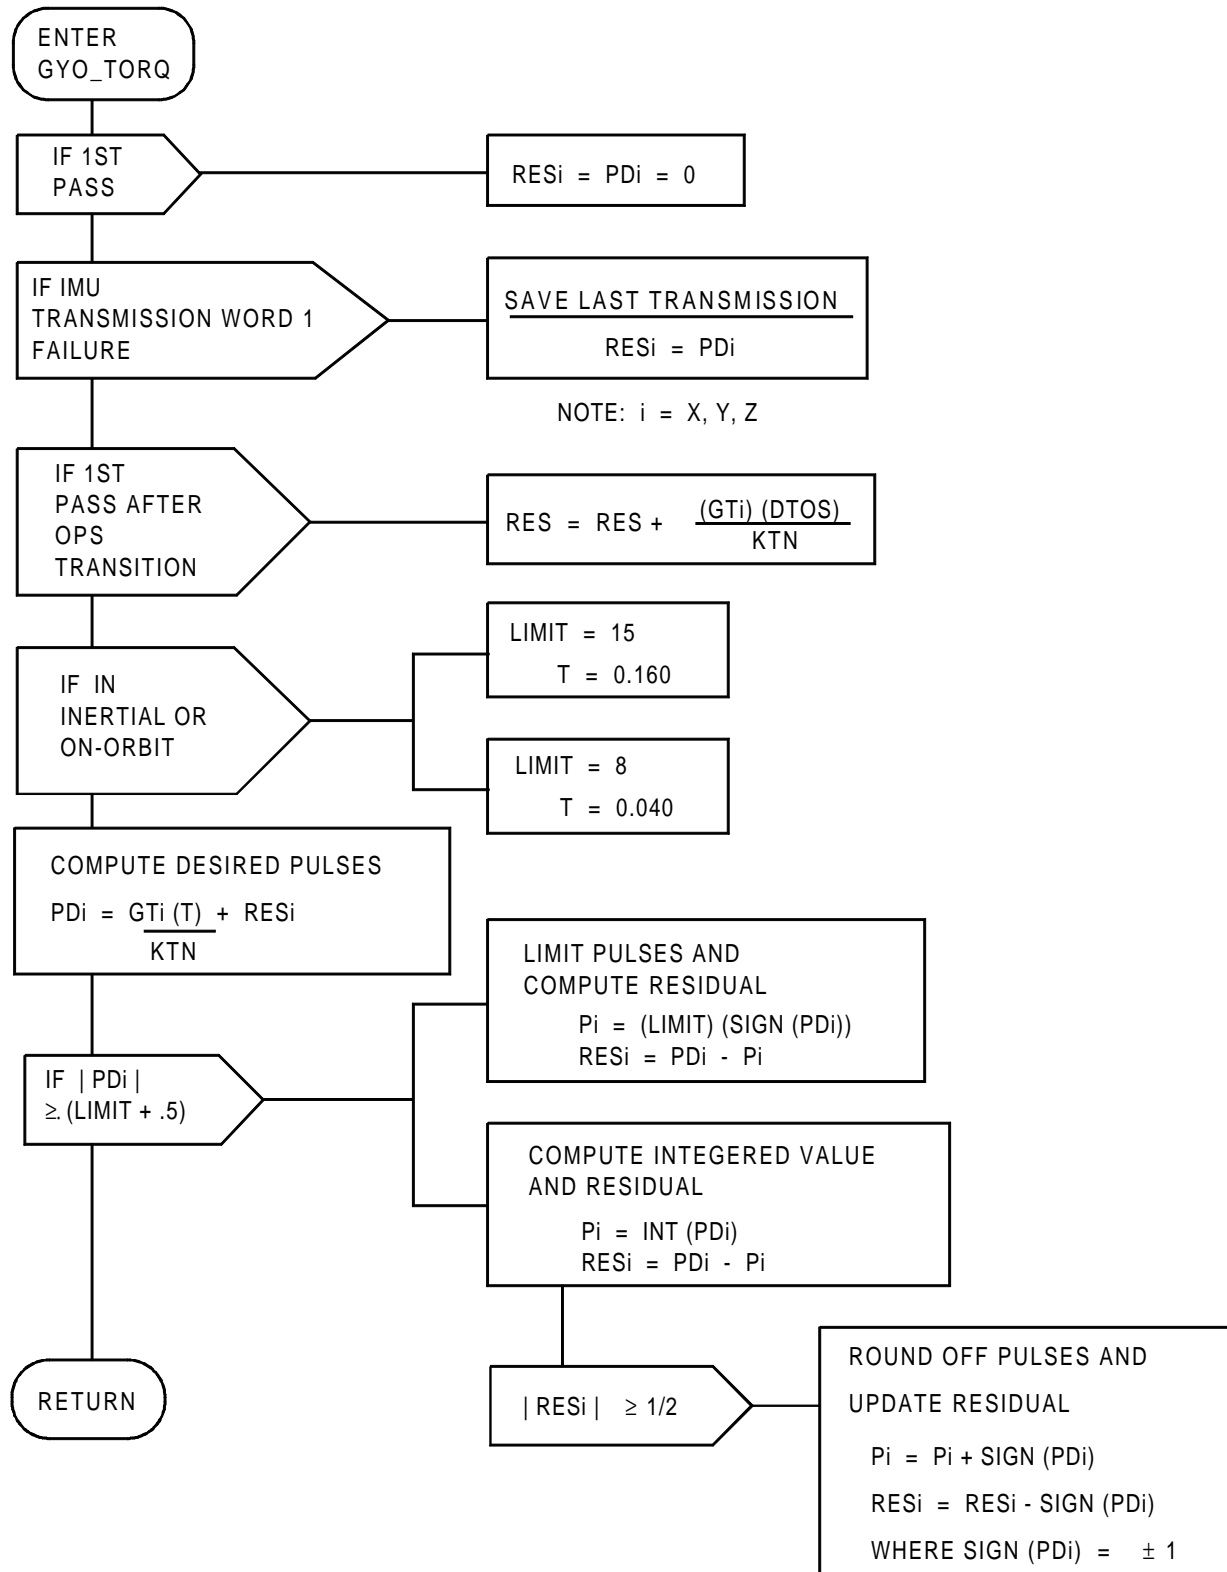 ENTER
GYO_TORQ
IF 1ST
PASS
RESi = PDi = 0
IF IMU
TRANSMISSION WORD 1
FAILURE
SAVE LAST TRANSMISSION
RESi = PDi
NOTE: i = X, Y, Z
IF 1ST
PASS AFTER
OPS
TRANSITION
RES = RES + (GTi) (DTOS)
KTN
IF IN
INERTIAL OR
ON-ORBIT
LIMIT = 15
T = 0.160
LIMIT = 8
T = 0.040
COMPUTE DESIRED PULSES
PDi = GTi (T) + RESi
KTN
IF | PDi |
≥. (LIMIT + .5)
LIMIT PULSES AND
COMPUTE RESIDUAL
Pi = (LIMIT) (SIGN (PDi))
RESi = PDi - Pi
COMPUTE INTEGERED VALUE
AND RESIDUAL
Pi = INT (PDi)
RESi = PDi - Pi
| RESi | ≥ 1/2
ROUND OFF PULSES AND
UPDATE RESIDUAL
Pi = Pi + SIGN (PDi)
RESi = RESi - SIGN (PDi)
WHERE SIGN (PDi) = ± 1
RETURN